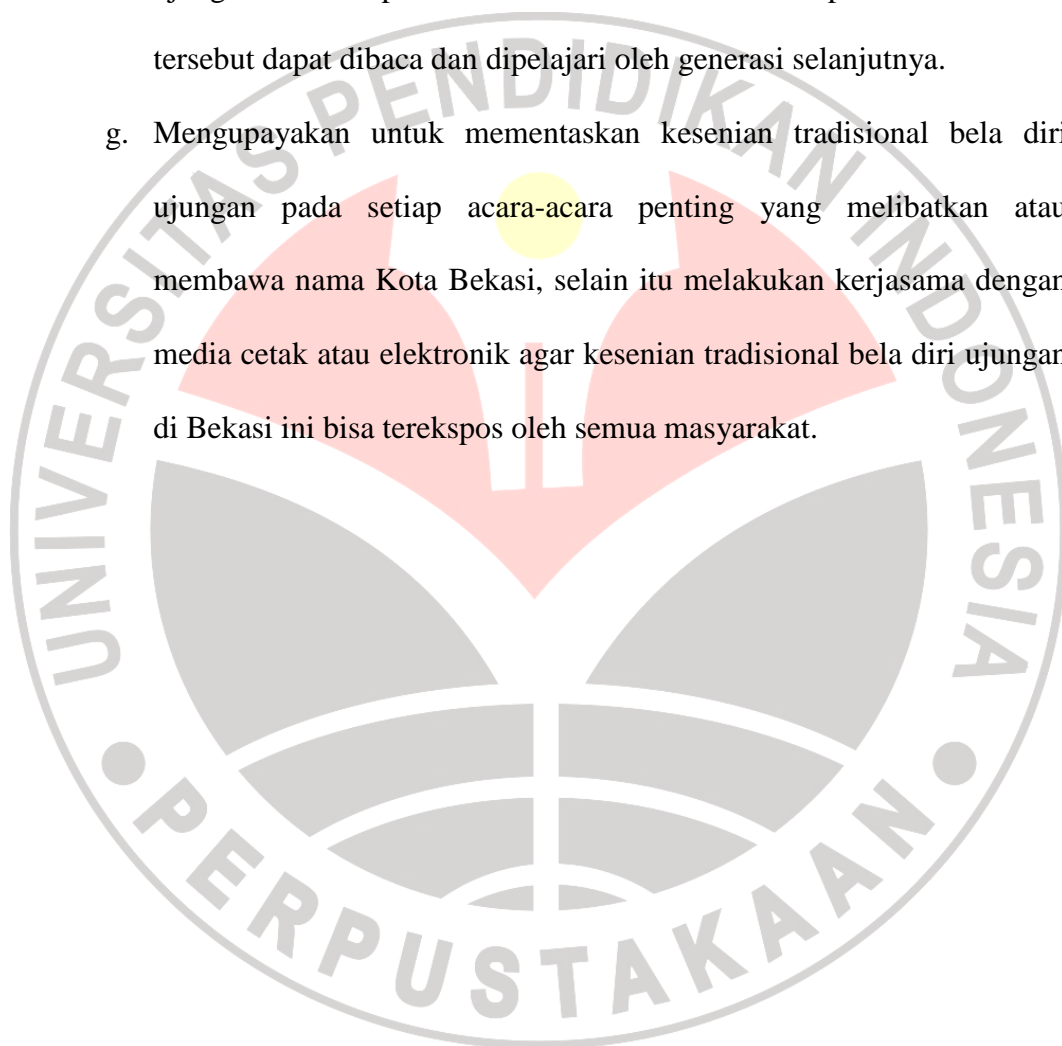 tersebut dapat dibaca dan dipelajari oleh generasi selanjutnya.
g. Mengupayakan untuk mementaskan kesenian tradisional bela diri
ujungan pada setiap acara-acara penting yang melibatkan atau
membawa nama Kota Bekasi, selain itu melakukan kerjasama dengan
media cetak atau elektronik agar kesenian tradisional bela diri ujungan
di Bekasi ini bisa terekspos oleh semua masyarakat.
UNIVERSITAS PENDIDIKAN INDONESIA
PERPUSTAKAAN